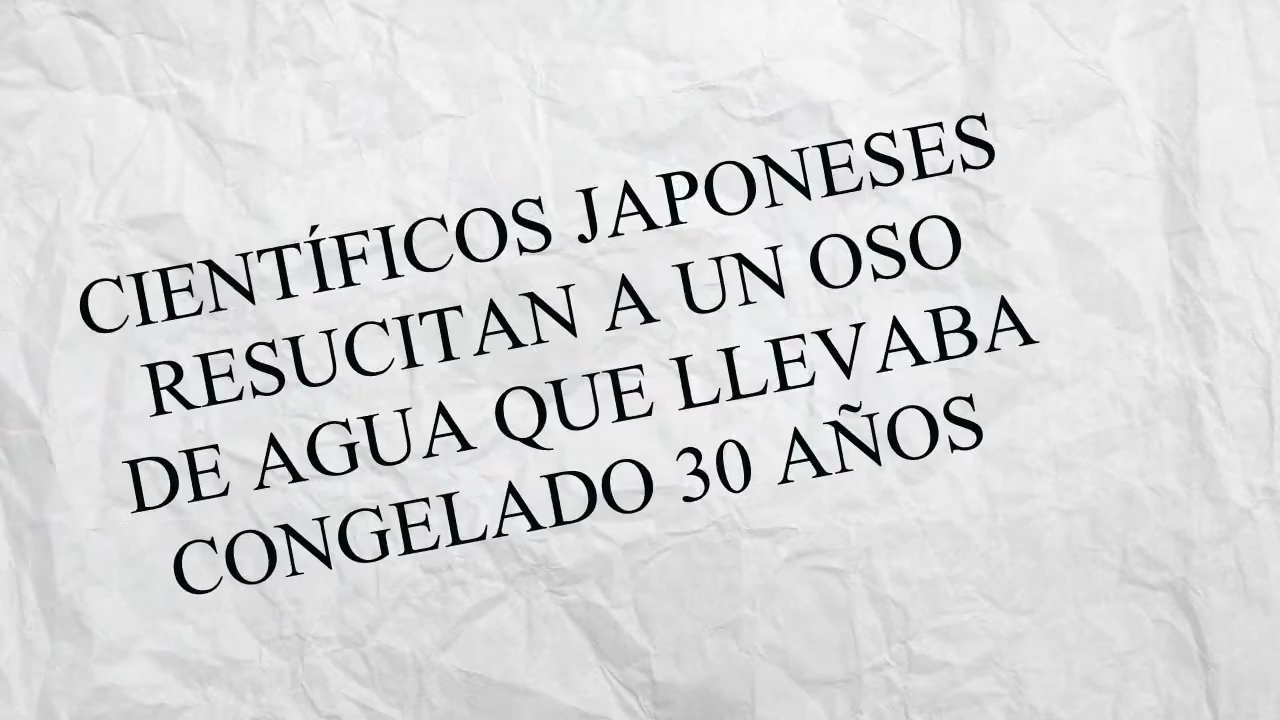 CIENTÍFICOS JAPONESES
RESUCITAN A UN OSO
DE AGUA QUE LLEVABA
CONGELADO 30 AÑOS